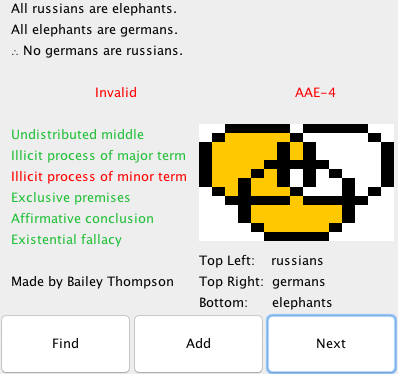 All russians are elephants.
All elephants are germans.
∴ No germans are russians.
Invalid AAE-4
Undistributed middle
Illicit process of major term
Illicit process of minor term
Exclusive premises
Affirmative conclusion
Existential fallacy
Made by Bailey Thompson
Top Left: russians
Top Right: germans
Bottom: elephants
Find Add Next